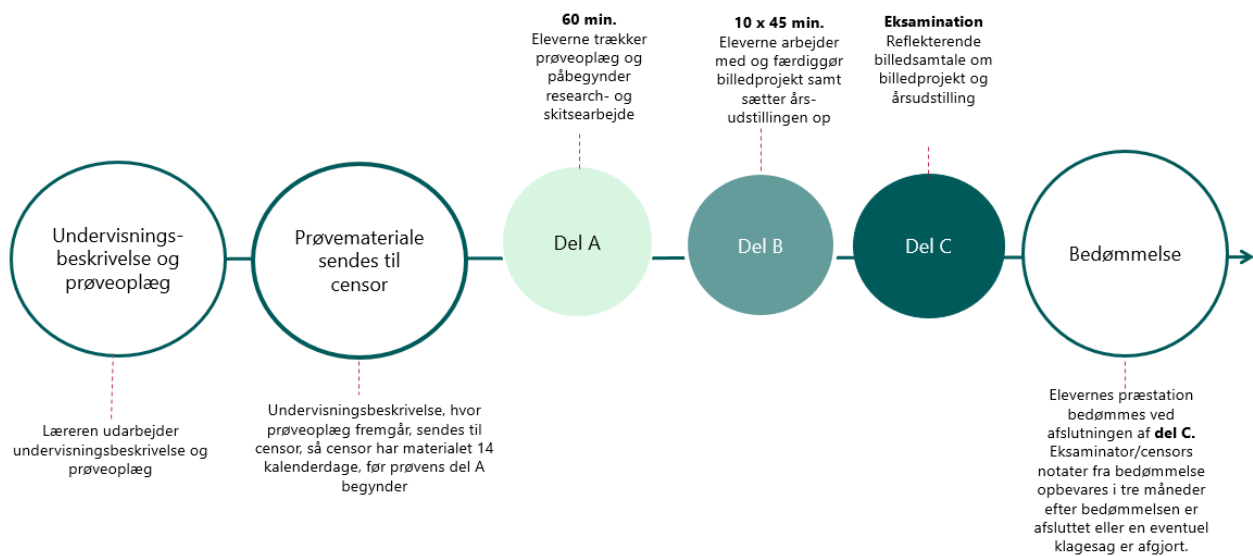 60 min.
Eleverne trækker
prøveoplæg og
påbegynder
research- og
skitsearbejde
10 x 45 min.
Eleverne arbejder
med og færdiggør
billedprojekt samt
sætter års-
udstillingen op
Eksamination
Reflekterende
billedsamtale om
billedprojekt og
årsudstilling
Undervisnings-
beskrivelse og
prøveoplæg
Prøvemateriale
sendes til
censor
Del A
Del B
Del C
Bedømmelse
Læreren udarbejder
undervisningsbeskrivelse og
prøveoplæg
Undervisningsbeskrivelse, hvor
prøveoplæg fremgår, sendes til
censor, så censor har materialet 14
kalenderdage, før prøvens del A
begynder
Elevernes præstation
bedømmes ved
afslutningen af del C.
Eksaminator/censors
notater fra bedømmelse
opbevares i tre måneder
efter bedømmelsen er
afsluttet eller en eventuel
klagesag er afgjort.